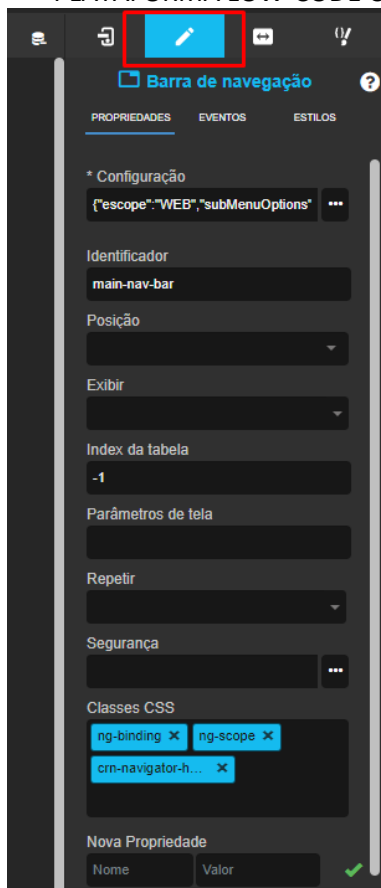 Barra de navegação
PROPRIEDADES EVENTOS ESTILOS
* Configuração
{"escope":"WEB","subMenuOptions"
Identificador
main-nav-bar
Posição
Exibir
Index da tabela
-1
Parâmetros de tela
Repetir
Segurança
Classes CSS
ng-binding × ng-scope ×
crn-navigator-h... ×
Nova Propriedade
Nome Valor